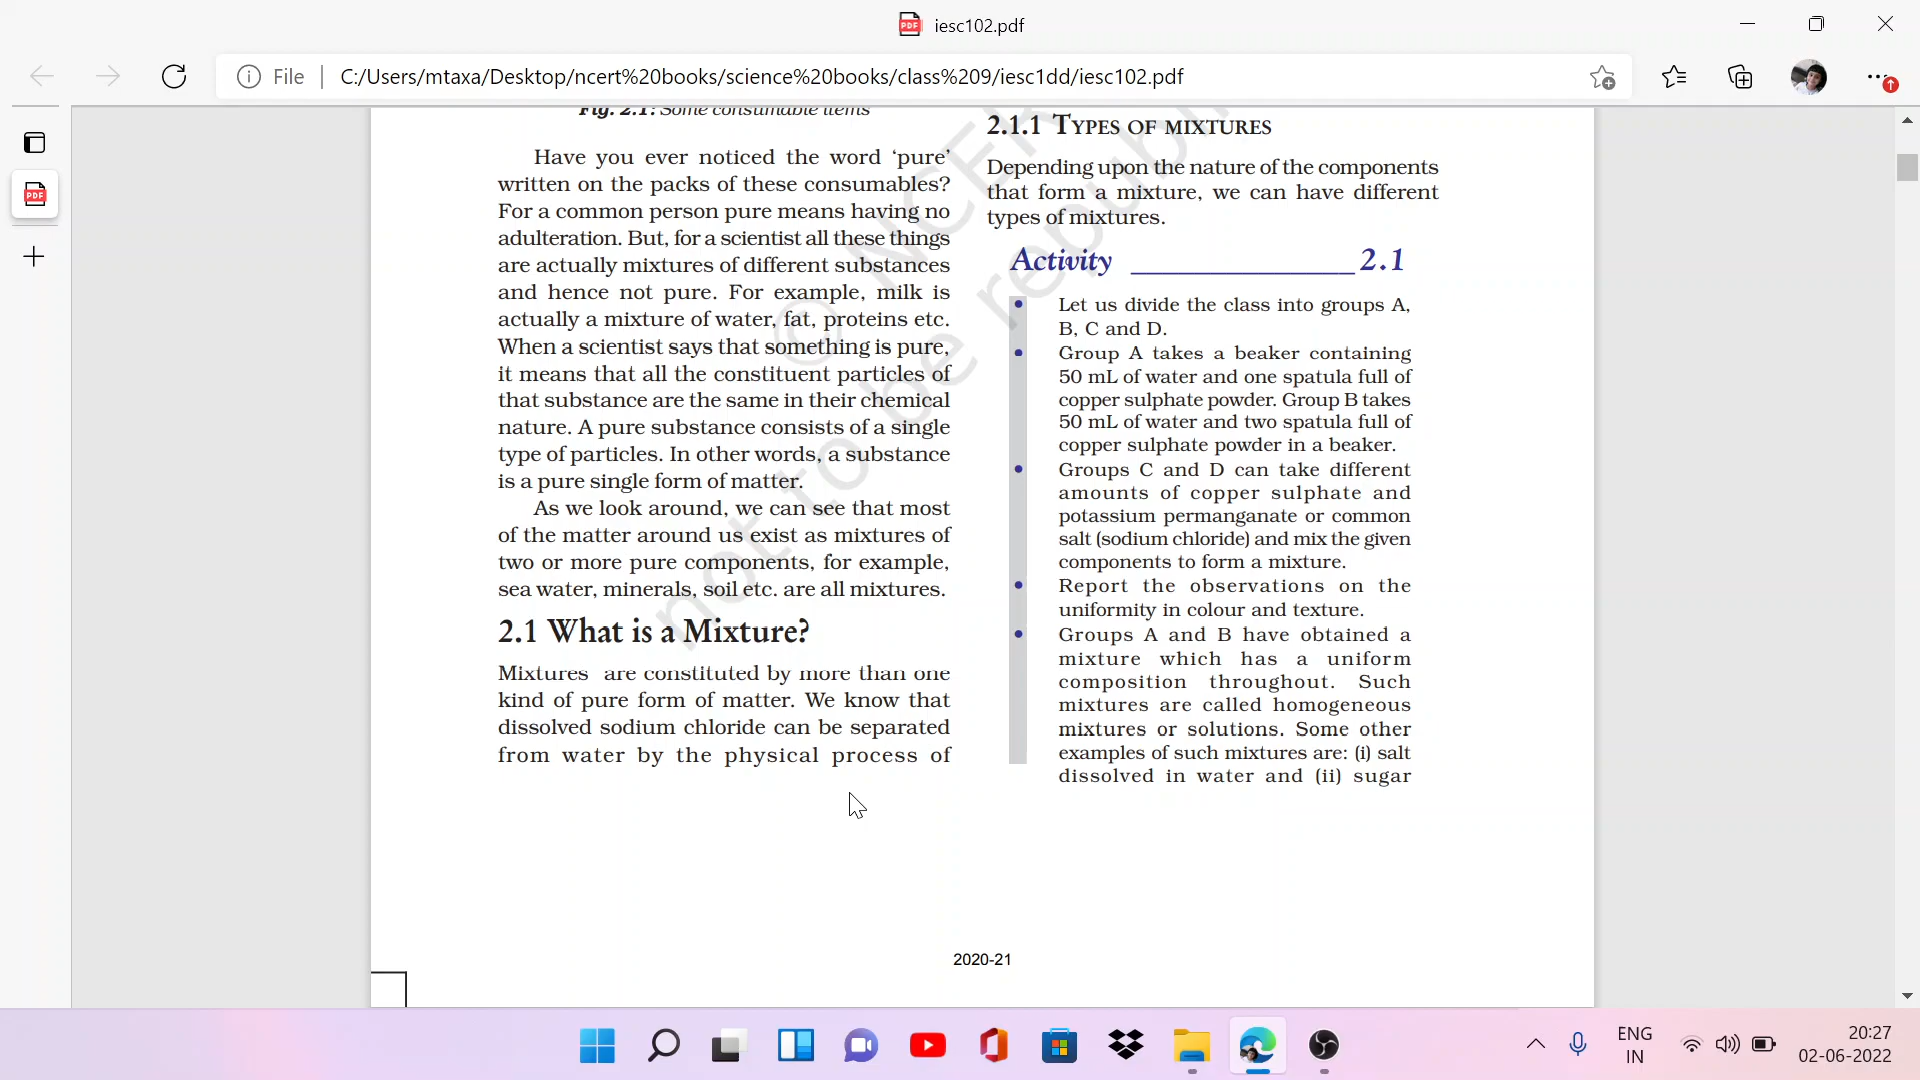 iesc102.pdf
File
C:/Users/mtaxa/Desktop/ncert%20books/science%20books/class%209/iesc1dd/iesc102.pdf
Fig. 2.1: Some consumable items
Have you ever noticed the word ‘pure’
written on the packs of these consumables?
For a common person pure means having no
adulteration. But, for a scientist all these things
are actually mixtures of different substances
and hence not pure. For example, milk is
actually a mixture of water, fat, proteins etc.
When a scientist says that something is pure,
it means that all the constituent particles of
that substance are the same in their chemical
nature. A pure substance consists of a single
type of particles. In other words, a substance
is a pure single form of matter.
As we look around, we can see that most
of the matter around us exist as mixtures of
two or more pure components, for example,
sea water, minerals, soil etc. are all mixtures.
2.1 What is a Mixture?
Mixtures are constituted by more than one
kind of pure form of matter. We know that
dissolved sodium chloride can be separated
from water by the physical process of
2.1.1 TYPES OF MIXTURES
Depending upon the nature of the components
that form a mixture, we can have different
types of mixtures.
Activity ________________ 2.1
• Let us divide the class into groups A,
B, C and D.
• Group A takes a beaker containing
50 mL of water and one spatula full of
copper sulphate powder. Group B takes
50 mL of water and two spatula full of
copper sulphate powder in a beaker.
• Groups C and D can take different
amounts of copper sulphate and
potassium permanganate or common
salt (sodium chloride) and mix the given
components to form a mixture.
• Report the observations on the
uniformity in colour and texture.
• Groups A and B have obtained a
mixture which has a uniform
composition throughout. Such
mixtures are called homogeneous
mixtures or solutions. Some other
examples of such mixtures are: (i) salt
dissolved in water and (ii) sugar
2020-21
© NCER
not to be republi
PDF
PDF
ENG
IN
20:27
02-06-2022